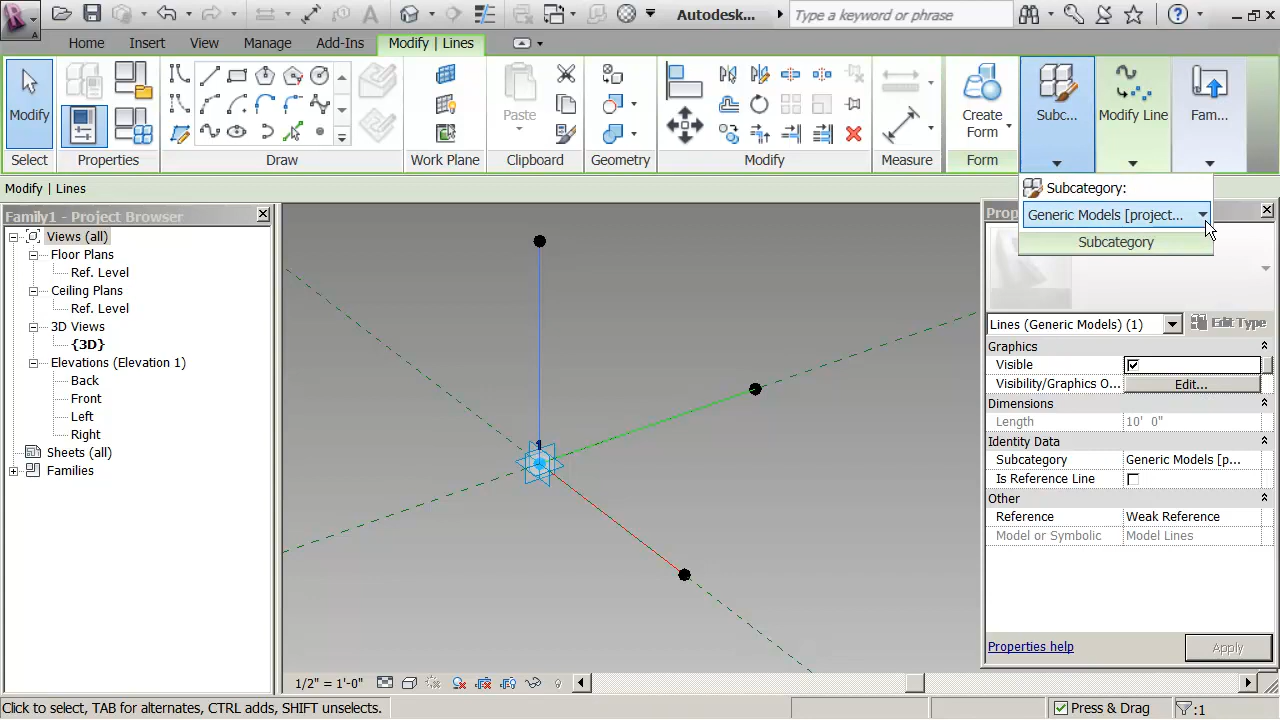 Autodesk...
Type a keyword or phrase
Home
Insert
View
Manage
Add-Ins
Modify | Lines
Modify
Paste
Create
Form
Subc...
Modify Line
Fam...
Select
Properties
Draw
Work Plane
Clipboard
Geometry
Modify
Measure
Form
Modify | Lines
Subcategory:
Generic Models [project...
Subcategory
Family1 - Project Browser
Views (all)
Floor Plans
Ref. Level
Ceiling Plans
Ref. Level
3D Views
{3D}
Elevations (Elevation 1)
Back
Front
Left
Right
Sheets (all)
Families
1
Prop
Lines (Generic Models) (1)
Edit Type
Graphics
Visible
Visibility/Graphics O...
Edit...
Dimensions
Length
10' 0"
Identity Data
Subcategory
Generic Models [p...
Is Reference Line
Other
Reference
Weak Reference
Model or Symbolic
Model Lines
Properties help
Apply
1/2" = 1'-0"
Click to select, TAB for alternates, CTRL adds, SHIFT unselects.
Press & Drag
:1